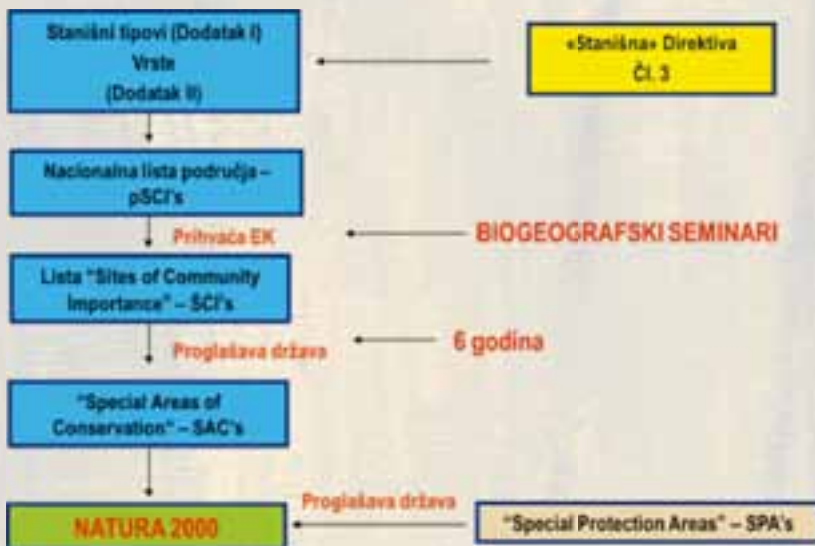 Stanišni tipovi (Dodatak I)
Vrste
(Dodatak II)
«Stanišna» Direktiva
Čl. 3
Nacionalna lista područja –
pSCI's
Prihvaća EK
BIOGEOGRAFSKI SEMINARI
Lista "Sites of Community
Importance" – SCI's
Proglašava država
6 godina
"Special Areas of
Conservation" – SAC's
Proglašava država
NATURA 2000
"Special Protection Areas" – SPA's